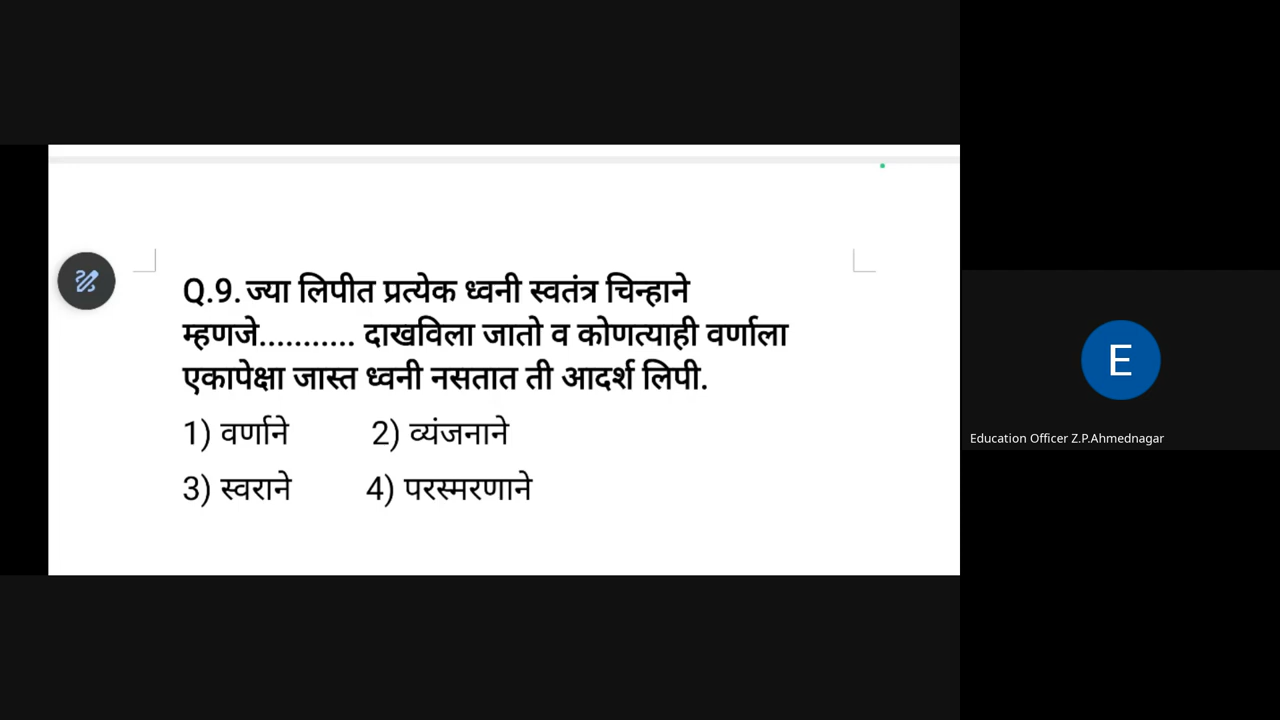 Q.9. ज्या लिपीत प्रत्येक ध्वनी स्वतंत्र चिन्हाने
म्हणजे........... दाखविला जातो व कोणत्याही वर्णाला
एकापेक्षा जास्त ध्वनी नसतात ती आदर्श लिपी.
1) वर्णाने 2) व्यंजनाने
3) स्वराने 4) परस्मरणाने
E
Education Officer Z.P.Ahmednagar